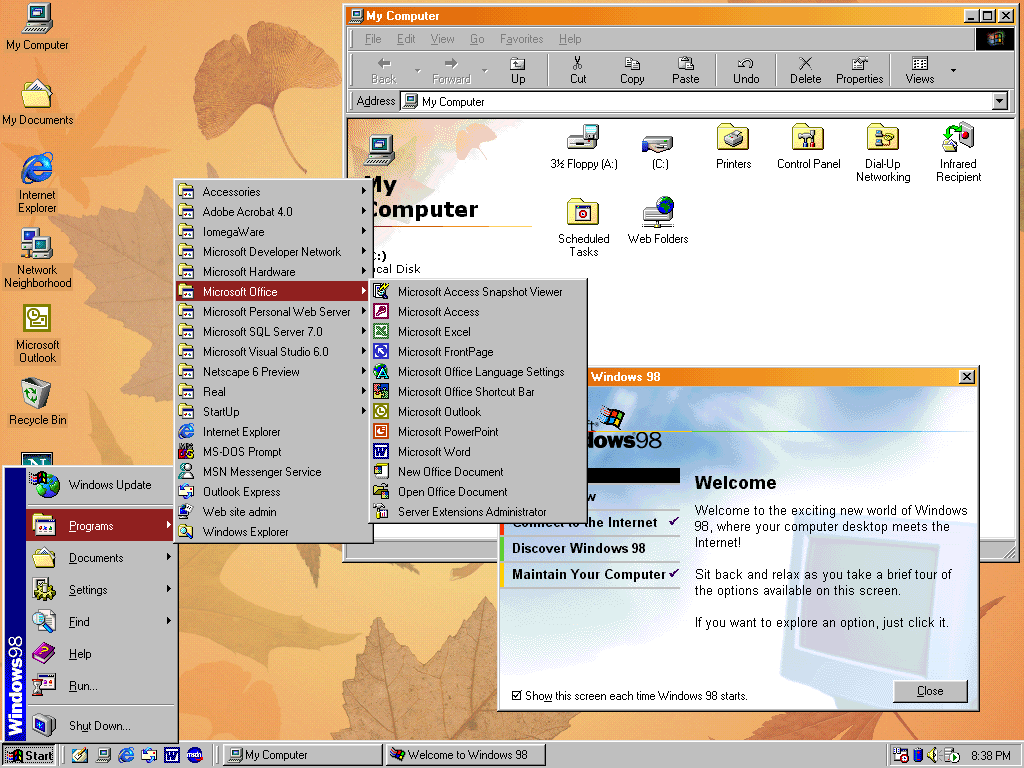 My Computer
My Documents
Internet
Explorer
Network
Neighborhood
Microsoft
Outlook
Recycle Bin
My Computer
File Edit View Go Favorites Help
Back Forward Up Cut Copy Paste Undo Delete Properties Views
Address My Computer
My
Computer
(C:)
Local Disk
3½ Floppy (A:)
(C:)
Printers
Control Panel
Dial-Up
Networking
Infrared
Recipient
Scheduled
Tasks
Web Folders
Accessories
Adobe Acrobat 4.0
IomegaWare
Microsoft Developer Network
Microsoft Hardware
Microsoft Office
Microsoft Personal Web Server
Microsoft SQL Server 7.0
Microsoft Visual Studio 6.0
Netscape 6 Preview
Real
StartUp
Internet Explorer
MS-DOS Prompt
MSN Messenger Service
Outlook Express
Web site admin
Windows Explorer
Microsoft Access Snapshot Viewer
Microsoft Access
Microsoft Excel
Microsoft FrontPage
Microsoft Office Language Settings
Microsoft Office Shortcut Bar
Microsoft Outlook
Microsoft PowerPoint
Microsoft Word
New Office Document
Open Office Document
Server Extensions Administrator
Windows 98
dows98
Connect to the Internet
Discover Windows 98
Maintain Your Computer
Welcome
Welcome to the exciting new world of Windows
98, where your computer desktop meets the
Internet!
Sit back and relax as you take a brief tour of
the options available on this screen.
If you want to explore an option, just click it.
Show this screen each time Windows 98 starts.
Close
Windows Update
Programs
Documents
Settings
Find
Help
Run...
Shut Down...
Windows98
Start
msn
My Computer
Welcome to Windows 98
8:38 PM